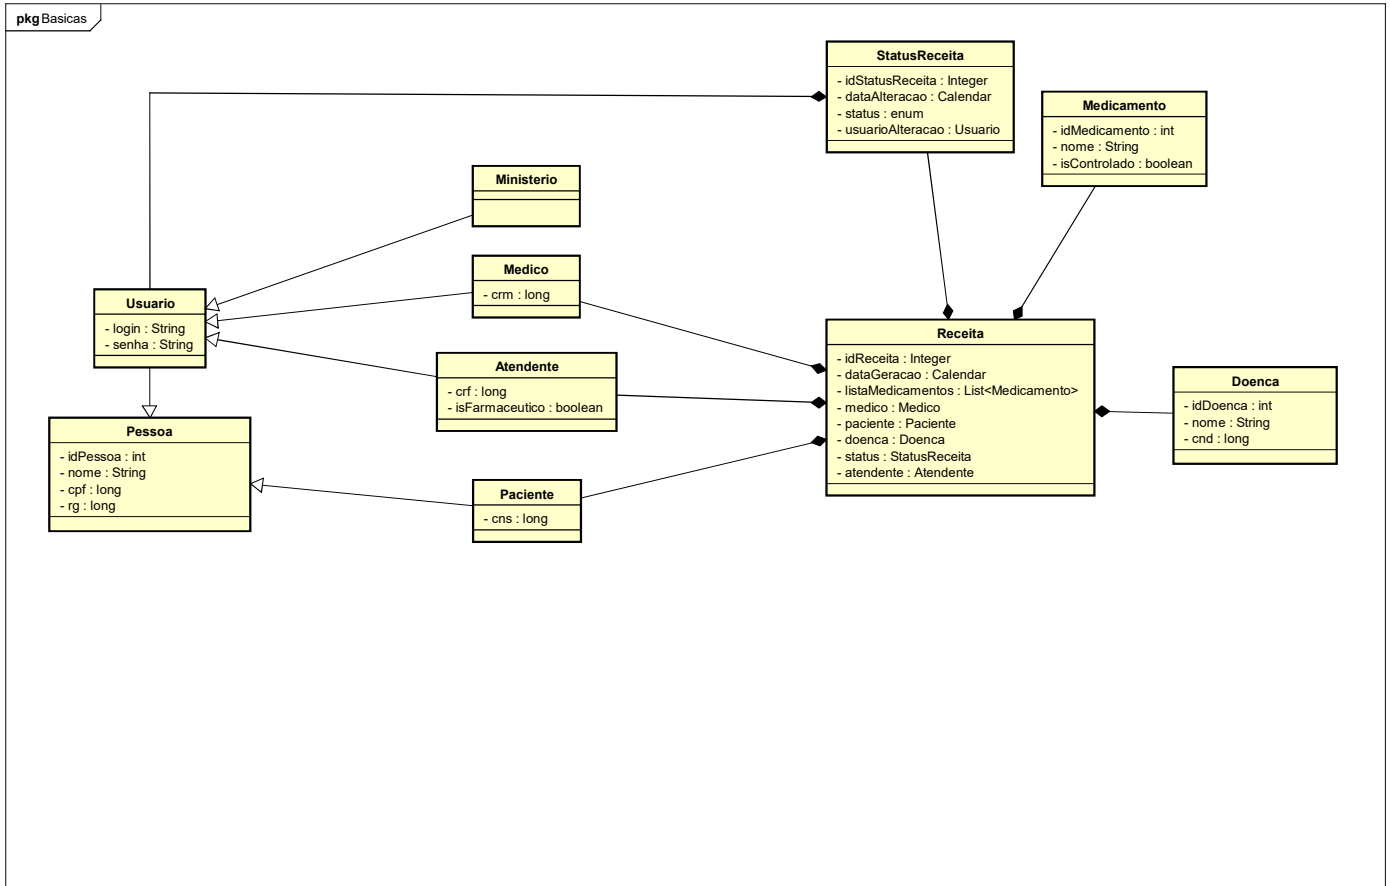 pkg Basicas
StatusReceita
- idStatusReceita : Integer
- dataAlteracao : Calendar
- status : enum
- usuarioAlteracao : Usuario
Medicamento
- idMedicamento : int
- nome : String
- isControlado : boolean
Ministerio
Medico
- crm : long
Usuario
- login : String
- senha : String
Atendente
- crf : long
- isFarmaceutico : boolean
Receita
- idReceita : Integer
- dataGeracao : Calendar
- listaMedicamentos : List<Medicamento>
- medico : Medico
- paciente : Paciente
- doenca : Doenca
- status : StatusReceita
- atendente : Atendente
Doenca
- idDoenca : int
- nome : String
- cnd : long
Pessoa
- idPessoa : int
- nome : String
- cpf : long
- rg : long
Paciente
- cns : long